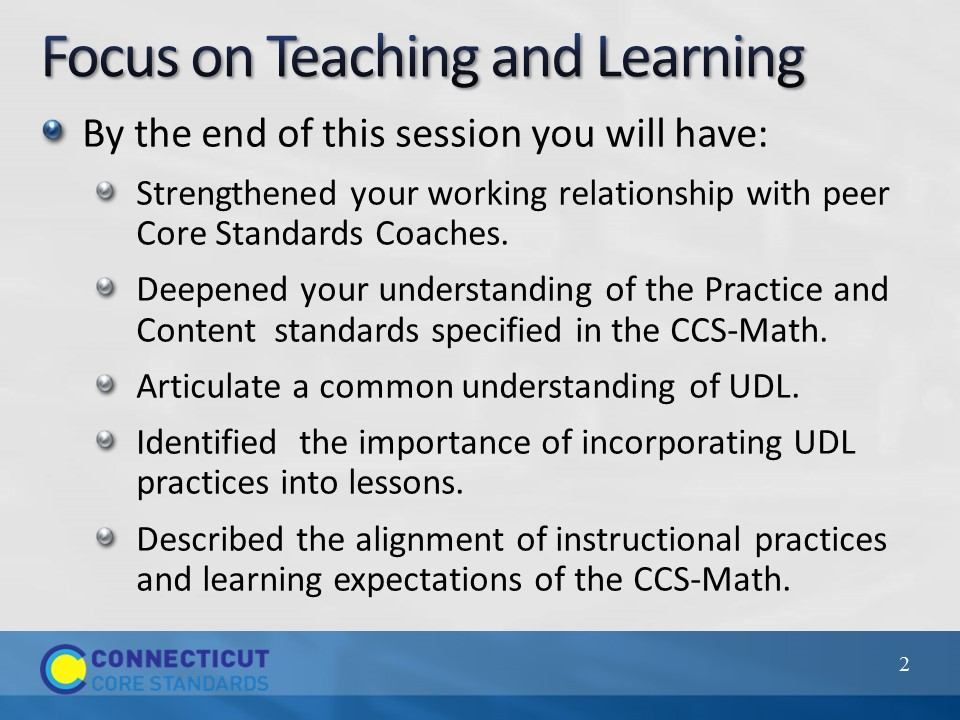 Focus on Teaching and Learning
By the end of this session you will have:
Strengthened your working relationship with peer
Core Standards Coaches.
Deepened your understanding of the Practice and
Content  standards specified in the CCS-Math.
Articulate a common understanding of UDL.
Identified  the importance of incorporating UDL
practices into lessons.
Described the alignment of instructional practices
and learning expectations of the CCS-Math.
CONNECTICUT
CORE STANDARDS
2